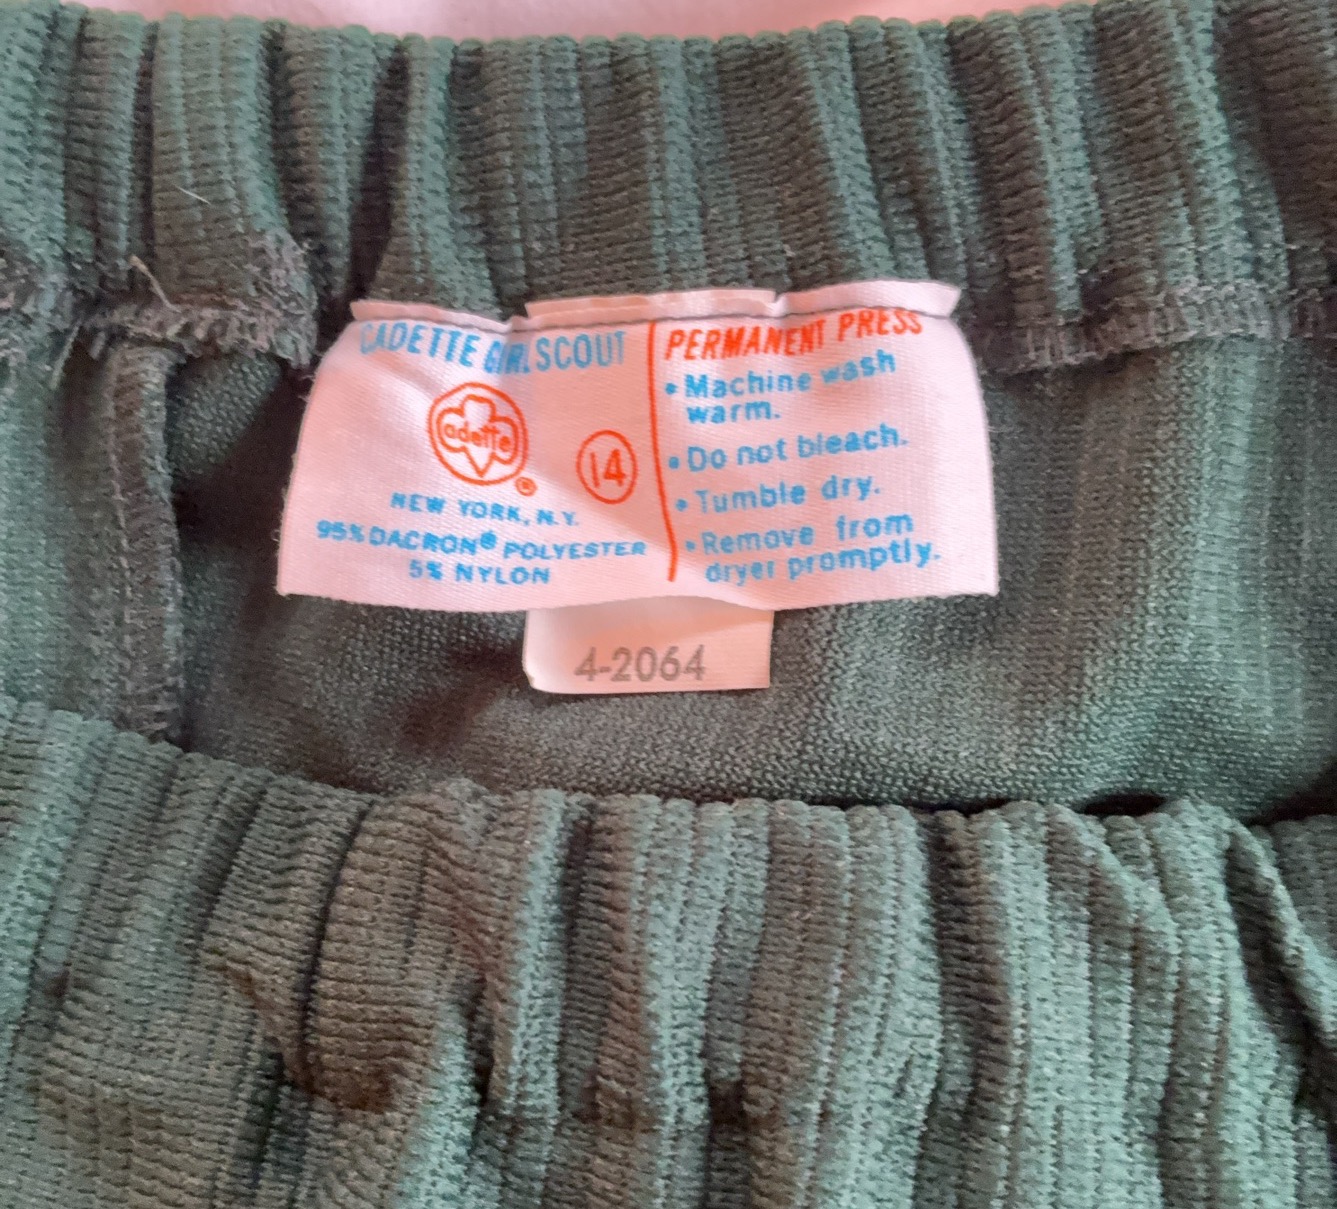 CADETTE GIRL SCOUT
adette
®
14
NEW YORK, N.Y.
95% DACRON® POLYESTER
5% NYLON
PERMANENT PRESS
• Machine wash
warm.
• Do not bleach.
• Tumble dry.
• Remove from
dryer promptly.
4-2064